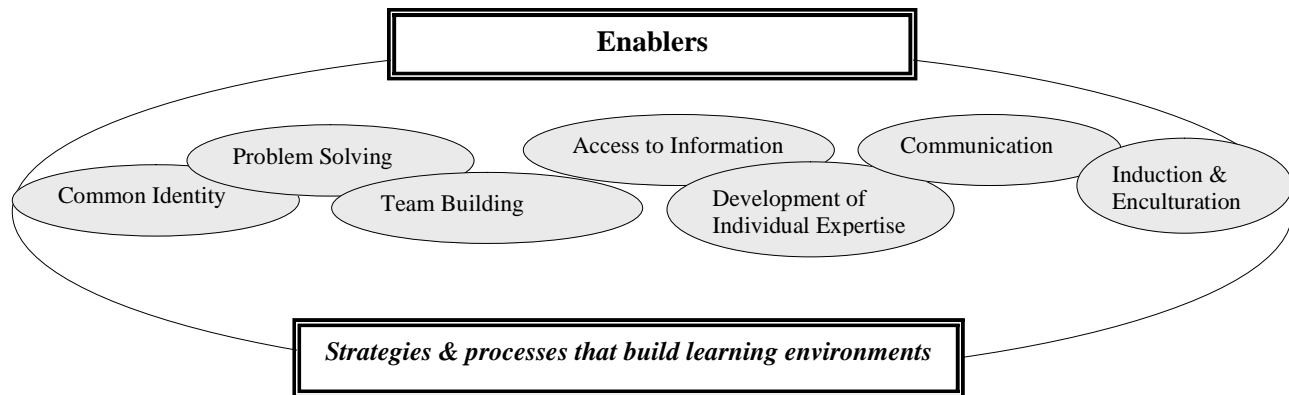 Enablers
Common Identity
Problem Solving
Team Building
Access to Information
Development of
Individual Expertise
Communication
Induction &
Enculturation
Strategies & processes that build learning environments